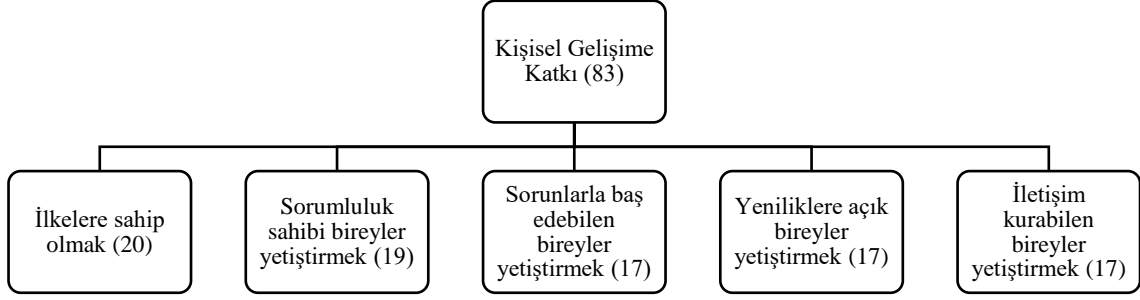 Kişisel Gelişime
Katkı (83)
İlkelere sahip
olmak (20)
Sorumluluk
sahibi bireyler
yetiştirmek (19)
Sorunlarla baş
edebilen
bireyler
yetiştirmek (17)
Yeniliklere açık
bireyler
yetiştirmek (17)
İletişim
kurabilen
bireyler
yetiştirmek (17)